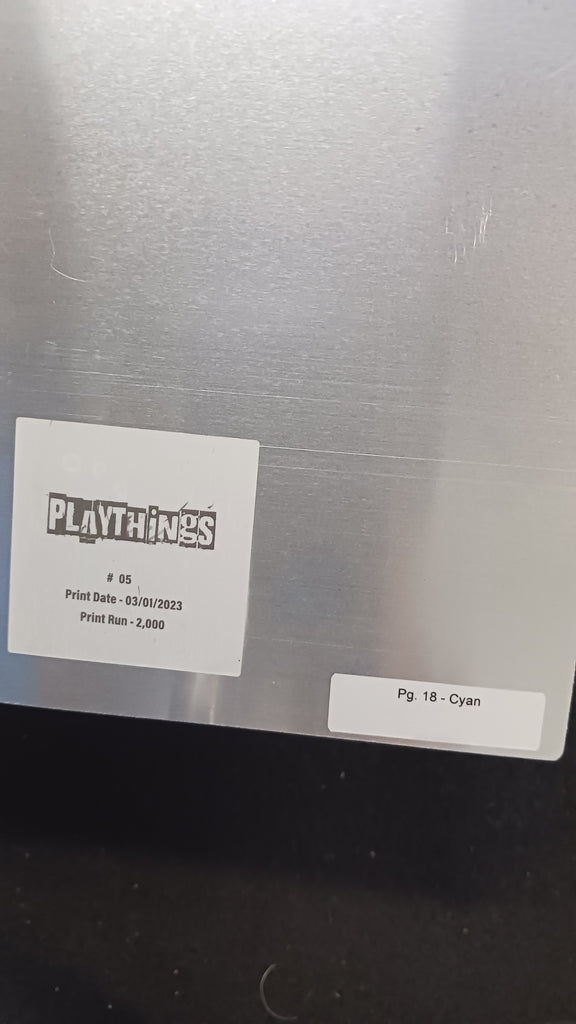 PLAYTHiNgS
# 05
Print Date - 03/01/2023
Print Run - 2,000
Pg. 18 - Cyan